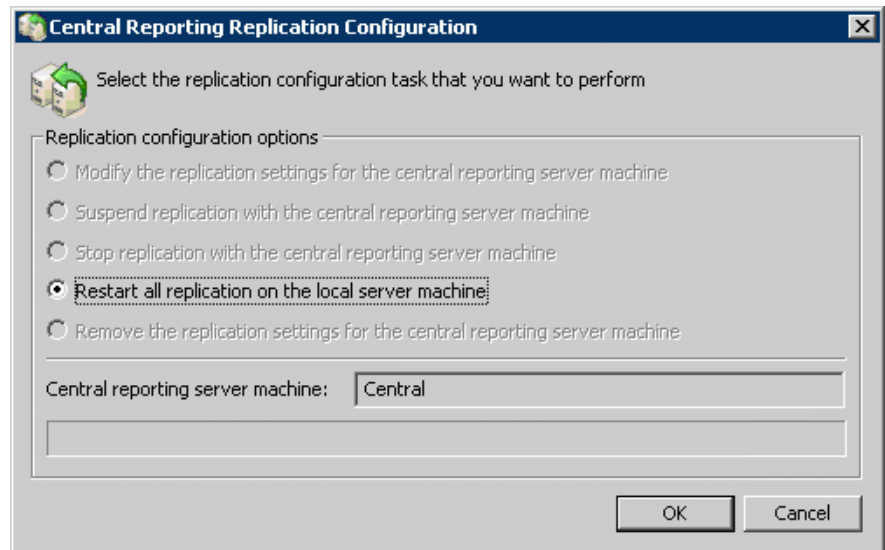 Central Reporting Replication Configuration
Select the replication configuration task that you want to perform
Replication configuration options
Modify the replication settings for the central reporting server machine
Suspend replication with the central reporting server machine
Stop replication with the central reporting server machine
Restart all replication on the local server machine
Remove the replication settings for the central reporting server machine
Central reporting server machine: Central
OK Cancel